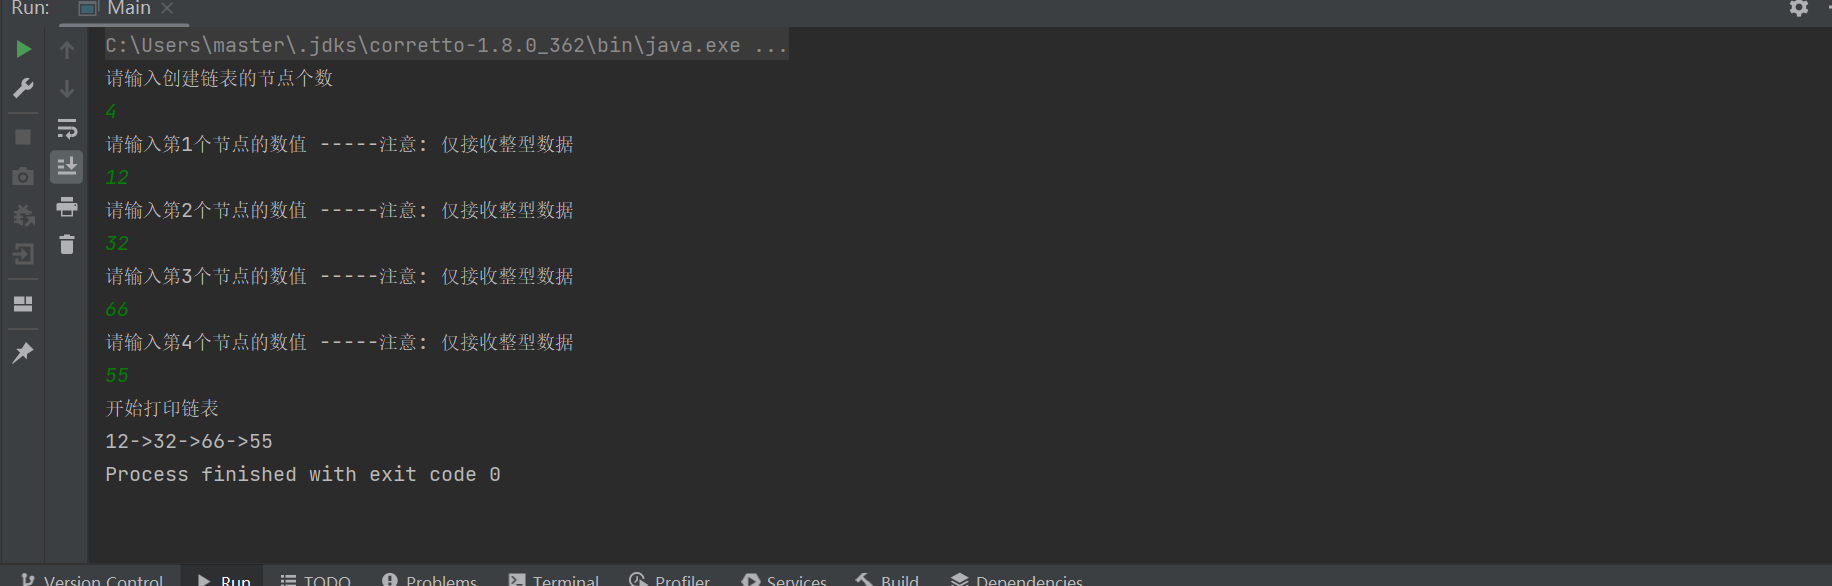 Run: Main
C:\Users\master\.jdks\corretto-1.8.0_362\bin\java.exe ...
请输入创建链表的节点个数
4
请输入第1个节点的数值 -----注意: 仅接收整型数据
12
请输入第2个节点的数值 -----注意: 仅接收整型数据
32
请输入第3个节点的数值 -----注意: 仅接收整型数据
66
请输入第4个节点的数值 -----注意: 仅接收整型数据
55
开始打印链表
12->32->66->55
Process finished with exit code 0
Version Control Run TODO Problems Terminal Profiler Services Build Dependencies